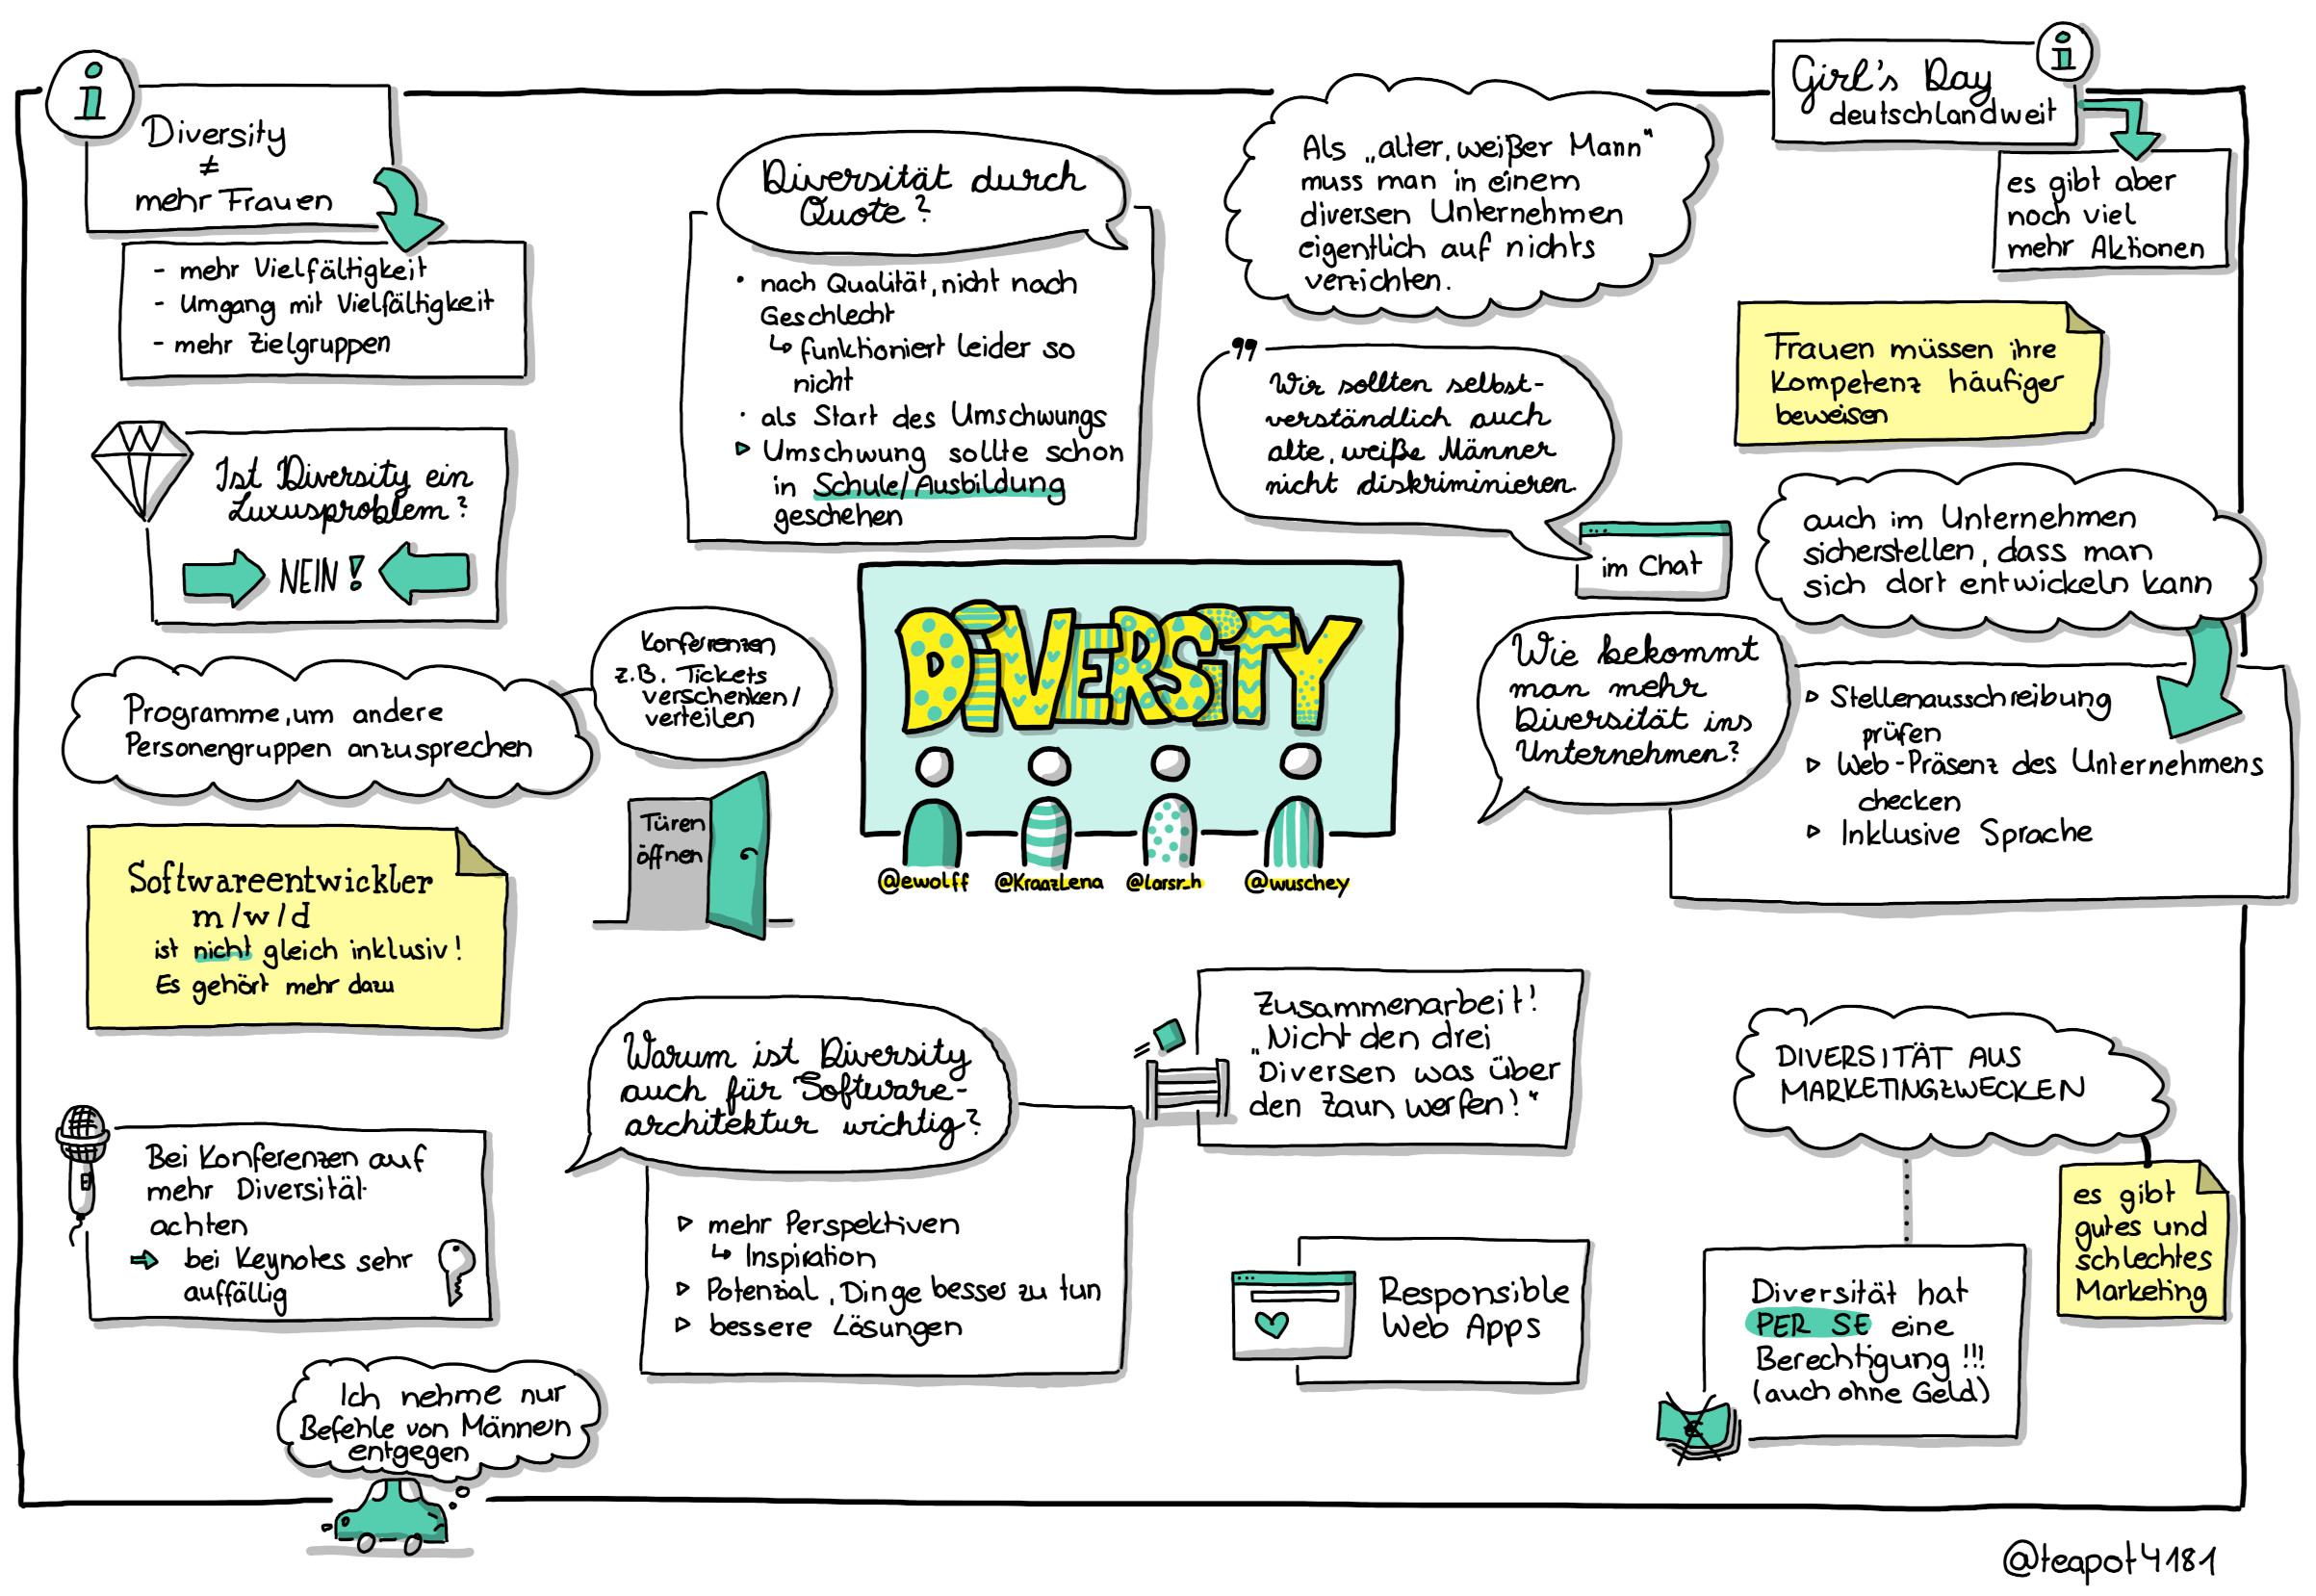 Diversity
≠
mehr Frauen
- mehr Vielfältigkeit
- Umgang mit Vielfältigkeit
- mehr Zielgruppen
Ist Diversity ein
Luxusproblem?
NEIN!
Programme, um andere
Personengruppen anzusprechen
Konferenzen
z.B. Tickets
verschenken/
verteilen
Türen
öffnen
Softwareentwickler
m/w/d
ist nicht gleich inklusiv!
Es gehört mehr dazu
Bei Konferenzen auf
mehr Diversität
achten
⇒ bei Keynotes sehr
auffällig
Ich nehme nur
Befehle von Männern
entgegen
Diversität durch
Quote?
• nach Qualität, nicht nach
Geschlecht
↳ funktioniert leider so
nicht
• als Start des Umschwungs
▹ Umschwung sollte schon
in Schule/Ausbildung
geschehen
DiVERSiTY
@ewolff @KraazLena @larsr_h @wuschey
Warum ist Diversity
auch für Software-
architektur wichtig?
▹ mehr Perspektiven
↳ Inspiration
▹ Potenzial, Dinge besser zu tun
▹ bessere Lösungen
Als „alter, weißer Mann"
muss man in einem
diversen Unternehmen
eigentlich auf nichts
verzichten.
"
Wir sollten selbst-
verständlich auch
alte, weiße Männer
nicht diskriminieren.
im Chat
Girl's Day
deutschlandweit
es gibt aber
noch viel
mehr Aktionen
Frauen müssen ihre
Kompetenz häufiger
beweisen
auch im Unternehmen
sicherstellen, dass man
sich dort entwickeln kann
Wie bekommt
man mehr
Diversität ins
Unternehmen?
▹ Stellenausschreibung
prüfen
▹ Web-Präsenz des Unternehmens
checken
▹ Inklusive Sprache
Zusammenarbeit!
„Nicht den drei
Diversen was über
den Zaun werfen!"
Responsible
Web Apps
DIVERSITÄT AUS
MARKETINGZWECKEN
es gibt
gutes und
schlechtes
Marketing
Diversität hat
PER SE eine
Berechtigung!!!
(auch ohne Geld)
€
@teapot4181